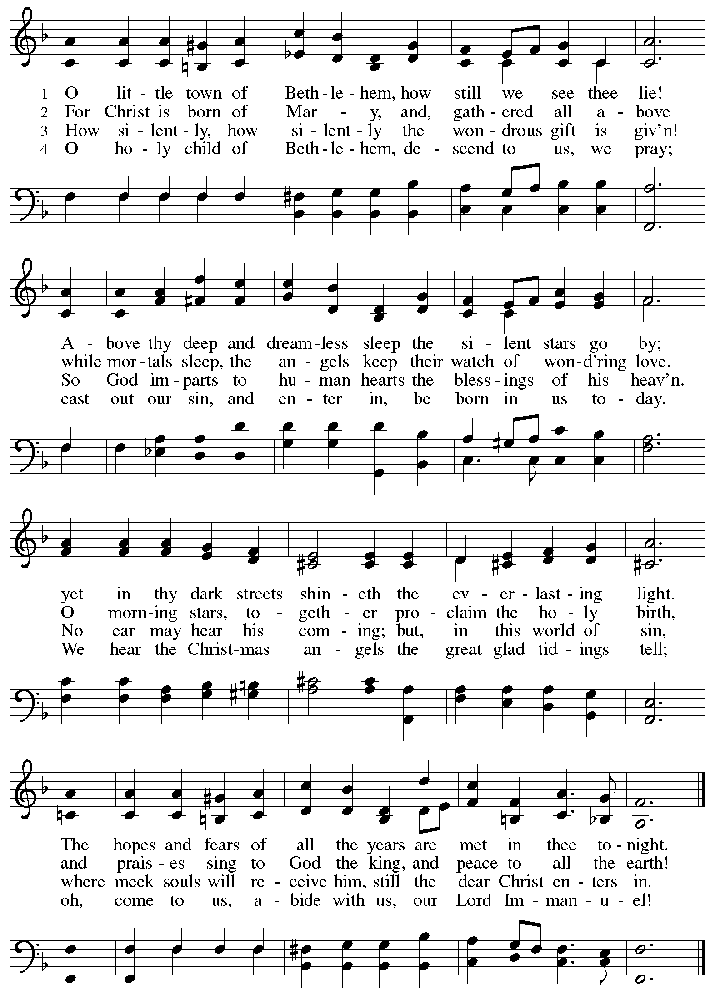 1 O lit - tle town of Beth - le - hem, how still we see thee lie!
2 For Christ is born of Mar - y, and, gath - ered all a - bove
3 How si - lent - ly, how si - lent - ly the won - drous gift is giv'n!
4 O ho - ly child of Beth - le - hem, de - scend to us, we pray;
A - bove thy deep and dream - less sleep the si - lent stars go by;
while mor - tals sleep, the an - gels keep their watch of won - d'ring love.
So God im - parts to hu - man hearts the bless - ings of his heav'n.
cast out our sin, and en - ter in, be born in us to - day.
yet in thy dark streets shin - eth the ev - er - last - ing light.
O morn - ing stars, to - geth - er pro - claim the ho - ly birth,
No ear may hear his com - ing; but, in this world of sin,
We hear the Christ - mas an - gels the great glad tid - ings tell;
The hopes and fears of all the years are met in thee to - night.
and prais - es sing to God the king, and peace to all the earth!
where meek souls will re - ceive him, still the dear Christ en - ters in.
oh, come to us, a - bide with us, our Lord Im - man - u - el!